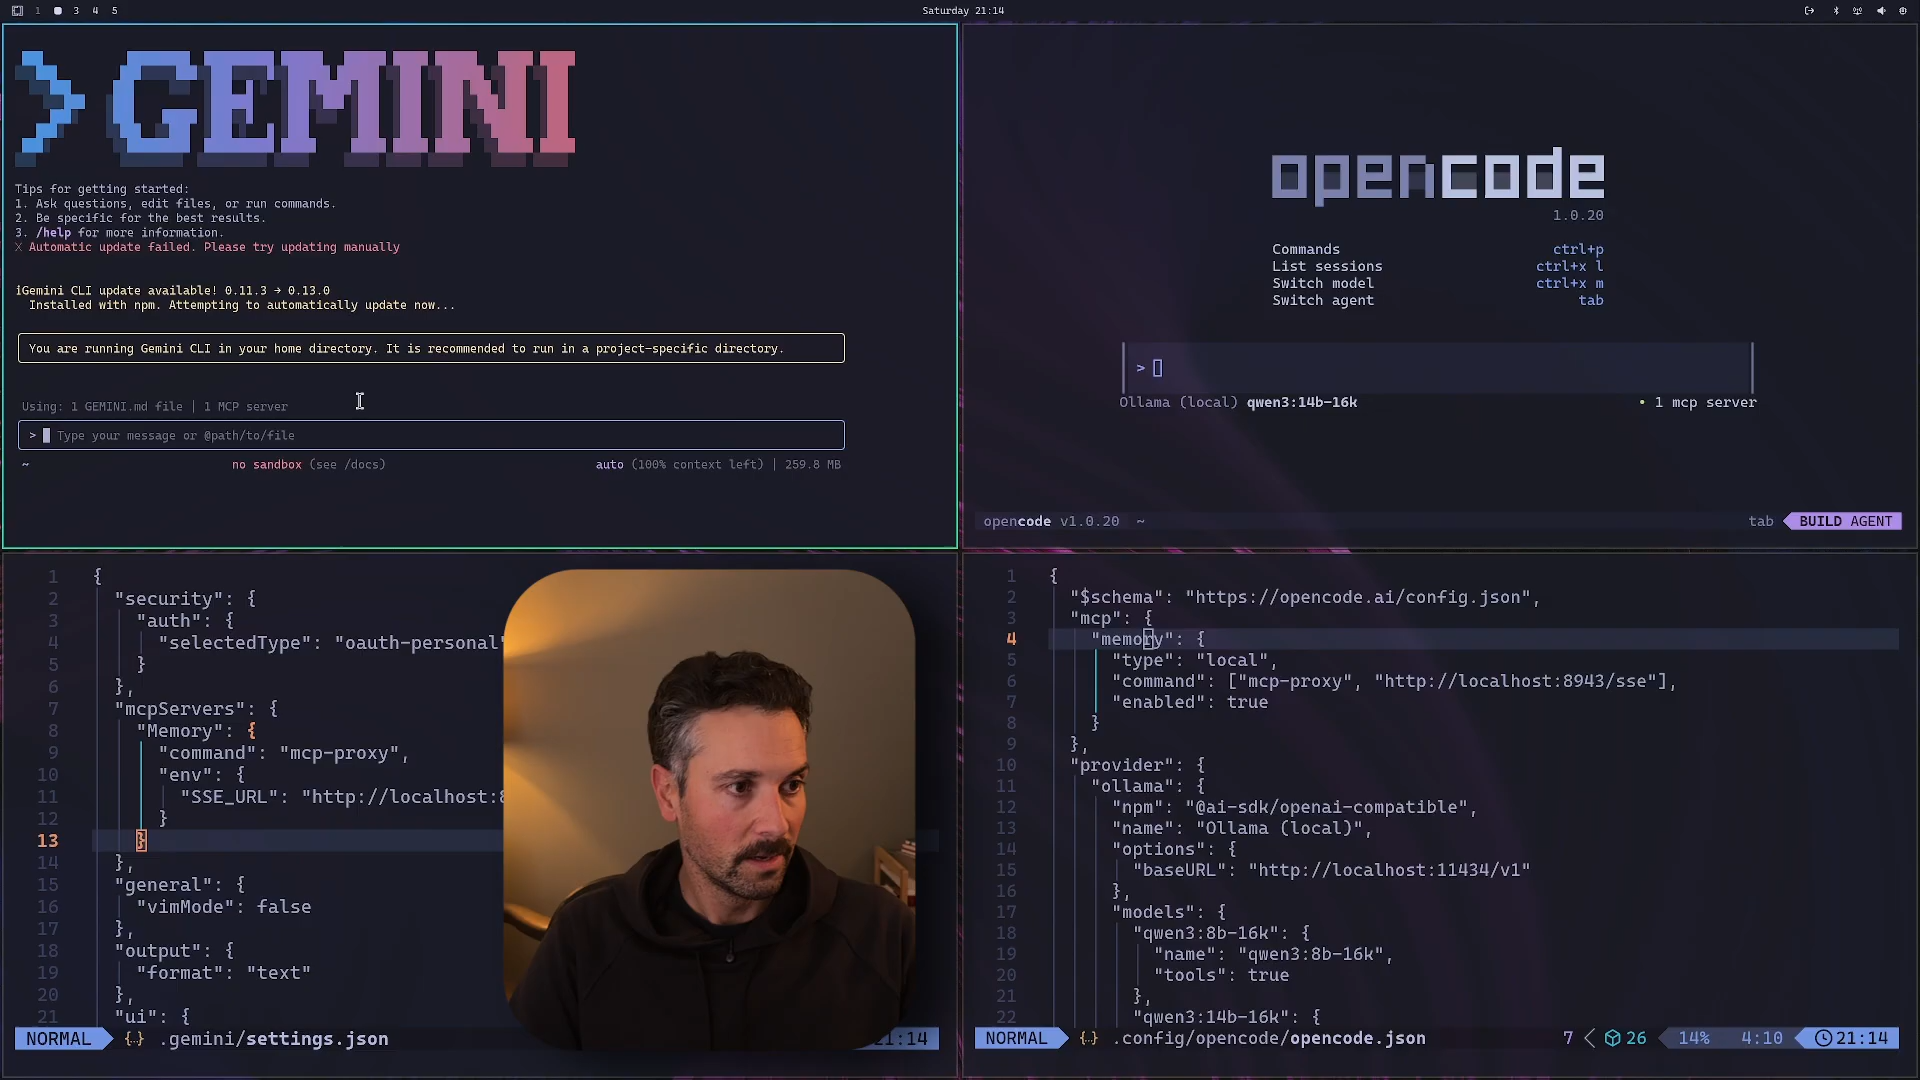 1 3 4 5
Saturday 21:14
> GEMINI
Tips for getting started:
1. Ask questions, edit files, or run commands.
2. Be specific for the best results.
3. /help for more information.
X Automatic update failed. Please try updating manually
iGemini CLI update available! 0.11.3 → 0.13.0
Installed with npm. Attempting to automatically update now...
You are running Gemini CLI in your home directory. It is recommended to run in a project-specific directory.
Using: 1 GEMINI.md file | 1 MCP server
> Type your message or @path/to/file
~ no sandbox (see /docs) auto (100% context left) | 259.8 MB
opencode
1.0.20
Commands ctrl+p
List sessions ctrl+x l
Switch model ctrl+x m
Switch agent tab
>
Ollama (local) qwen3:14b-16k • 1 mcp server
opencode v1.0.20 ~ tab BUILD AGENT
1 {
2 "security": {
3 "auth": {
4 "selectedType": "oauth-personal"
5 }
6 },
7 "mcpServers": {
8 "Memory": {
9 "command": "mcp-proxy",
10 "env": {
11 "SSE_URL": "http://localhost:
12 }
13 }
14 },
15 "general": {
16 "vimMode": false
17 },
18 "output": {
19 "format": "text"
20 },
21 "ui": {
NORMAL {..} .gemini/settings.json 21:14
1 {
2 "$schema": "https://opencode.ai/config.json",
3 "mcp": {
4 "memory": {
5 "type": "local",
6 "command": ["mcp-proxy", "http://localhost:8943/sse"],
7 "enabled": true
8 }
9 },
10 "provider": {
11 "ollama": {
12 "npm": "@ai-sdk/openai-compatible",
13 "name": "Ollama (local)",
14 "options": {
15 "baseURL": "http://localhost:11434/v1"
16 },
17 "models": {
18 "qwen3:8b-16k": {
19 "name": "qwen3:8b-16k",
20 "tools": true
21 },
22 "qwen3:14b-16k": {
NORMAL {..} .config/opencode/opencode.json 7 26 14% 4:10 21:14